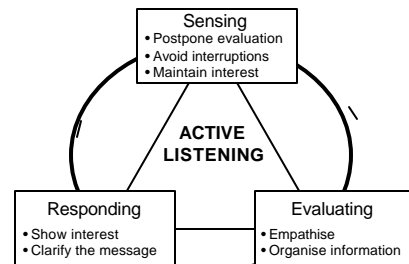 Sensing
• Postpone evaluation
• Avoid interruptions
• Maintain interest
ACTIVE
LISTENING
Responding
• Show interest
• Clarify the message
Evaluating
• Empathise
• Organise information